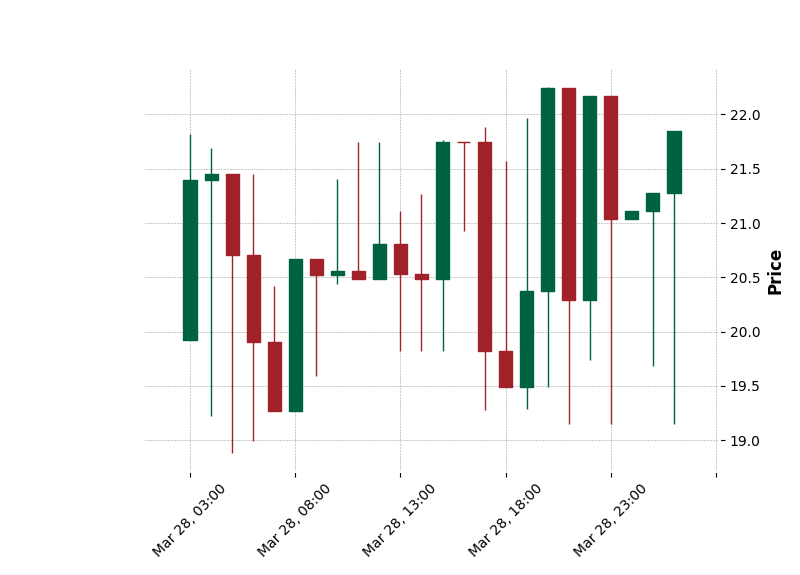 22.0
21.5
21.0
20.5
20.0
19.5
19.0
Price
Mar 28, 03:00
Mar 28, 08:00
Mar 28, 13:00
Mar 28, 18:00
Mar 28, 23:00